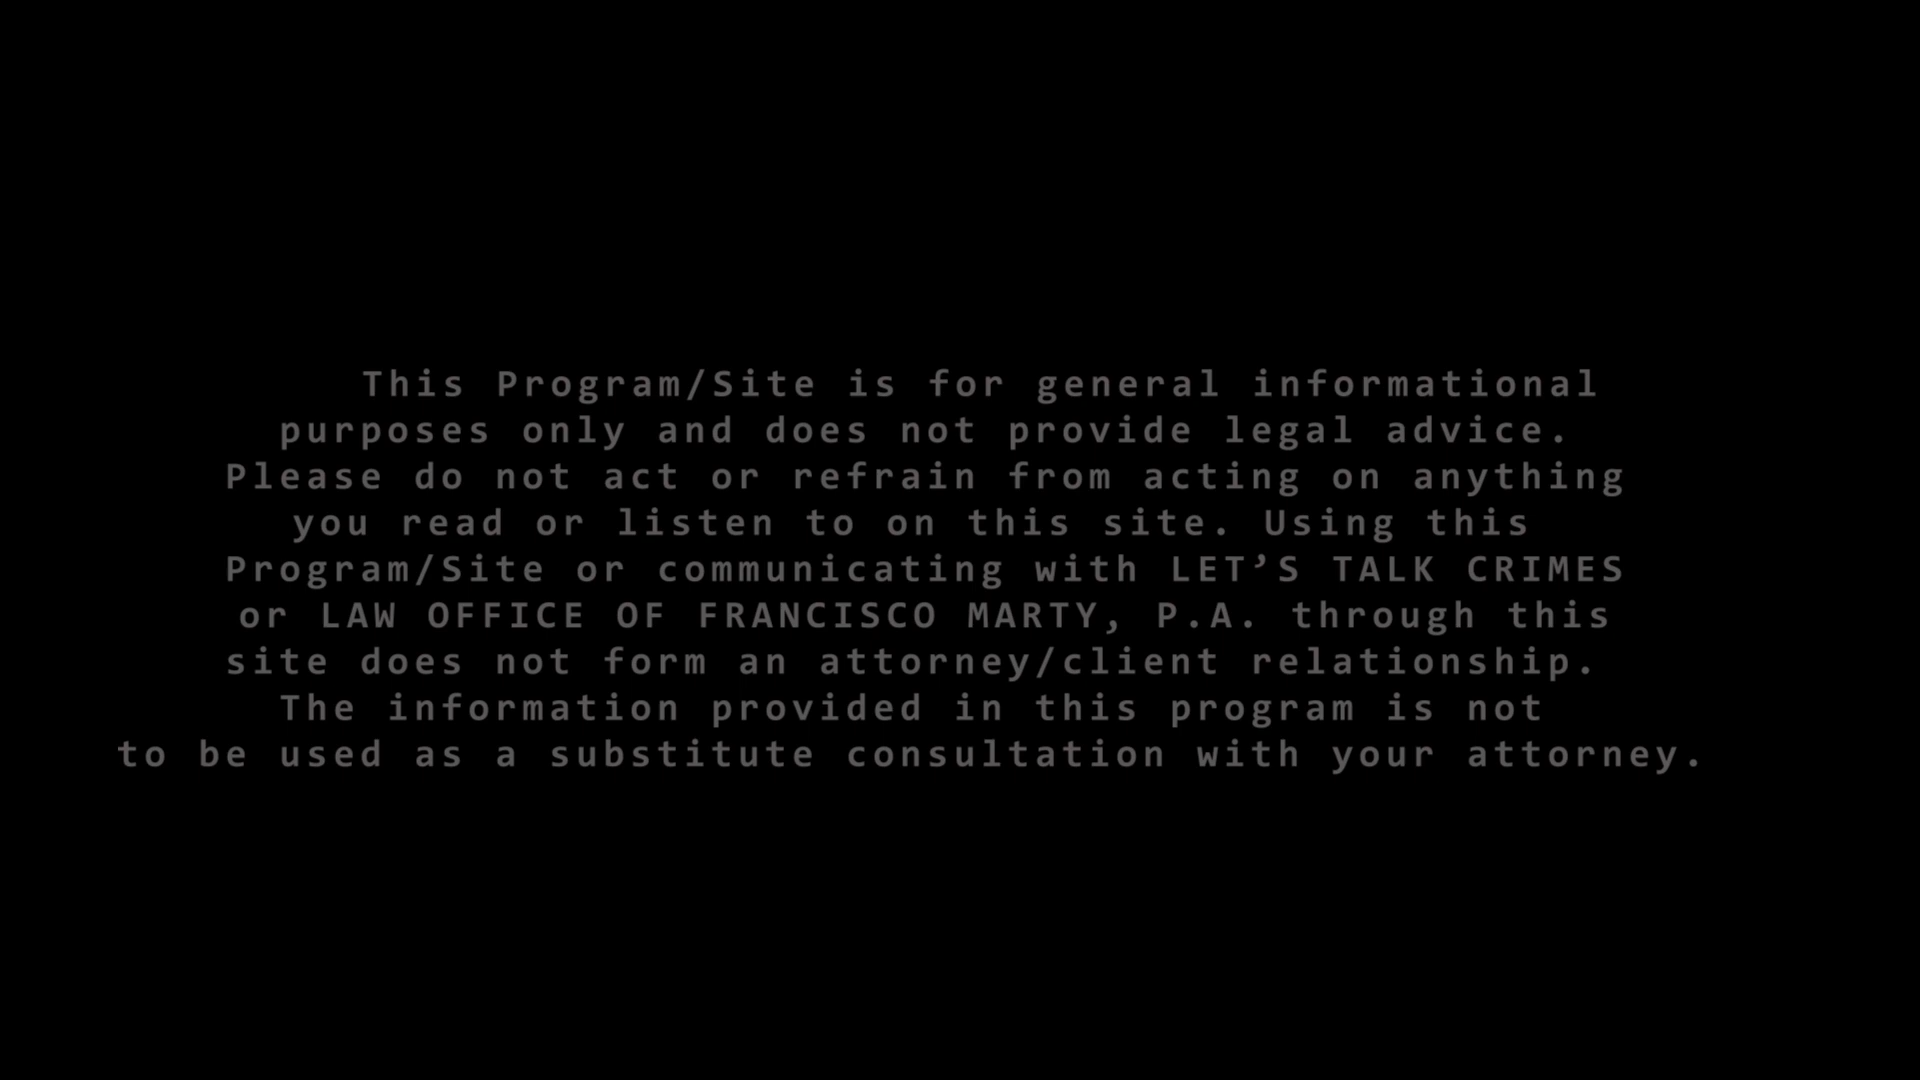 This Program/Site is for general informational
purposes only and does not provide legal advice.
Please do not act or refrain from acting on anything
you read or listen to on this site. Using this
Program/Site or communicating with LET’S TALK CRIMES
or LAW OFFICE OF FRANCISCO MARTY, P.A. through this
site does not form an attorney/client relationship.
The information provided in this program is not
to be used as a substitute consultation with your attorney.